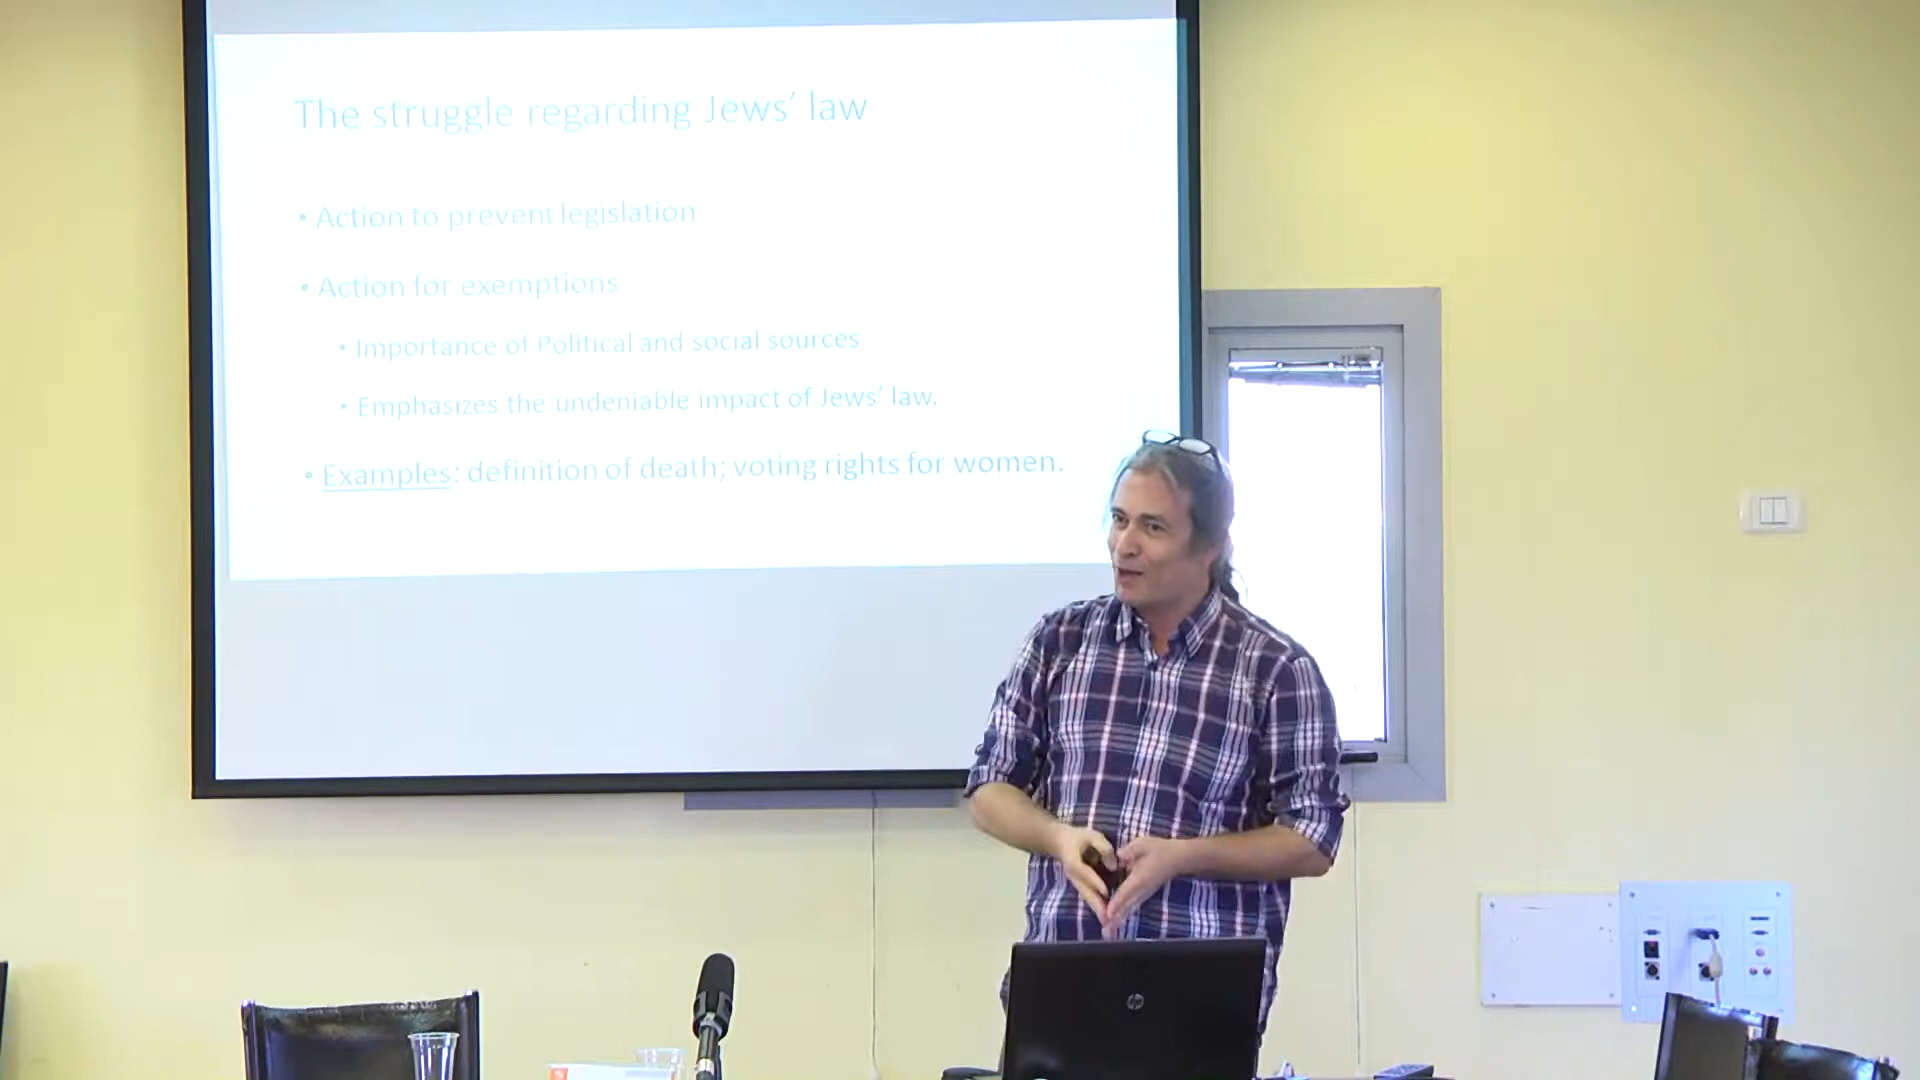 The struggle regarding Jews' law
• Action to prevent legislation
• Action for exemptions
• Importance of Political and social sources
• Emphasizes the undeniable impact of Jews' law.
• Examples: definition of death; voting rights for women.
hp